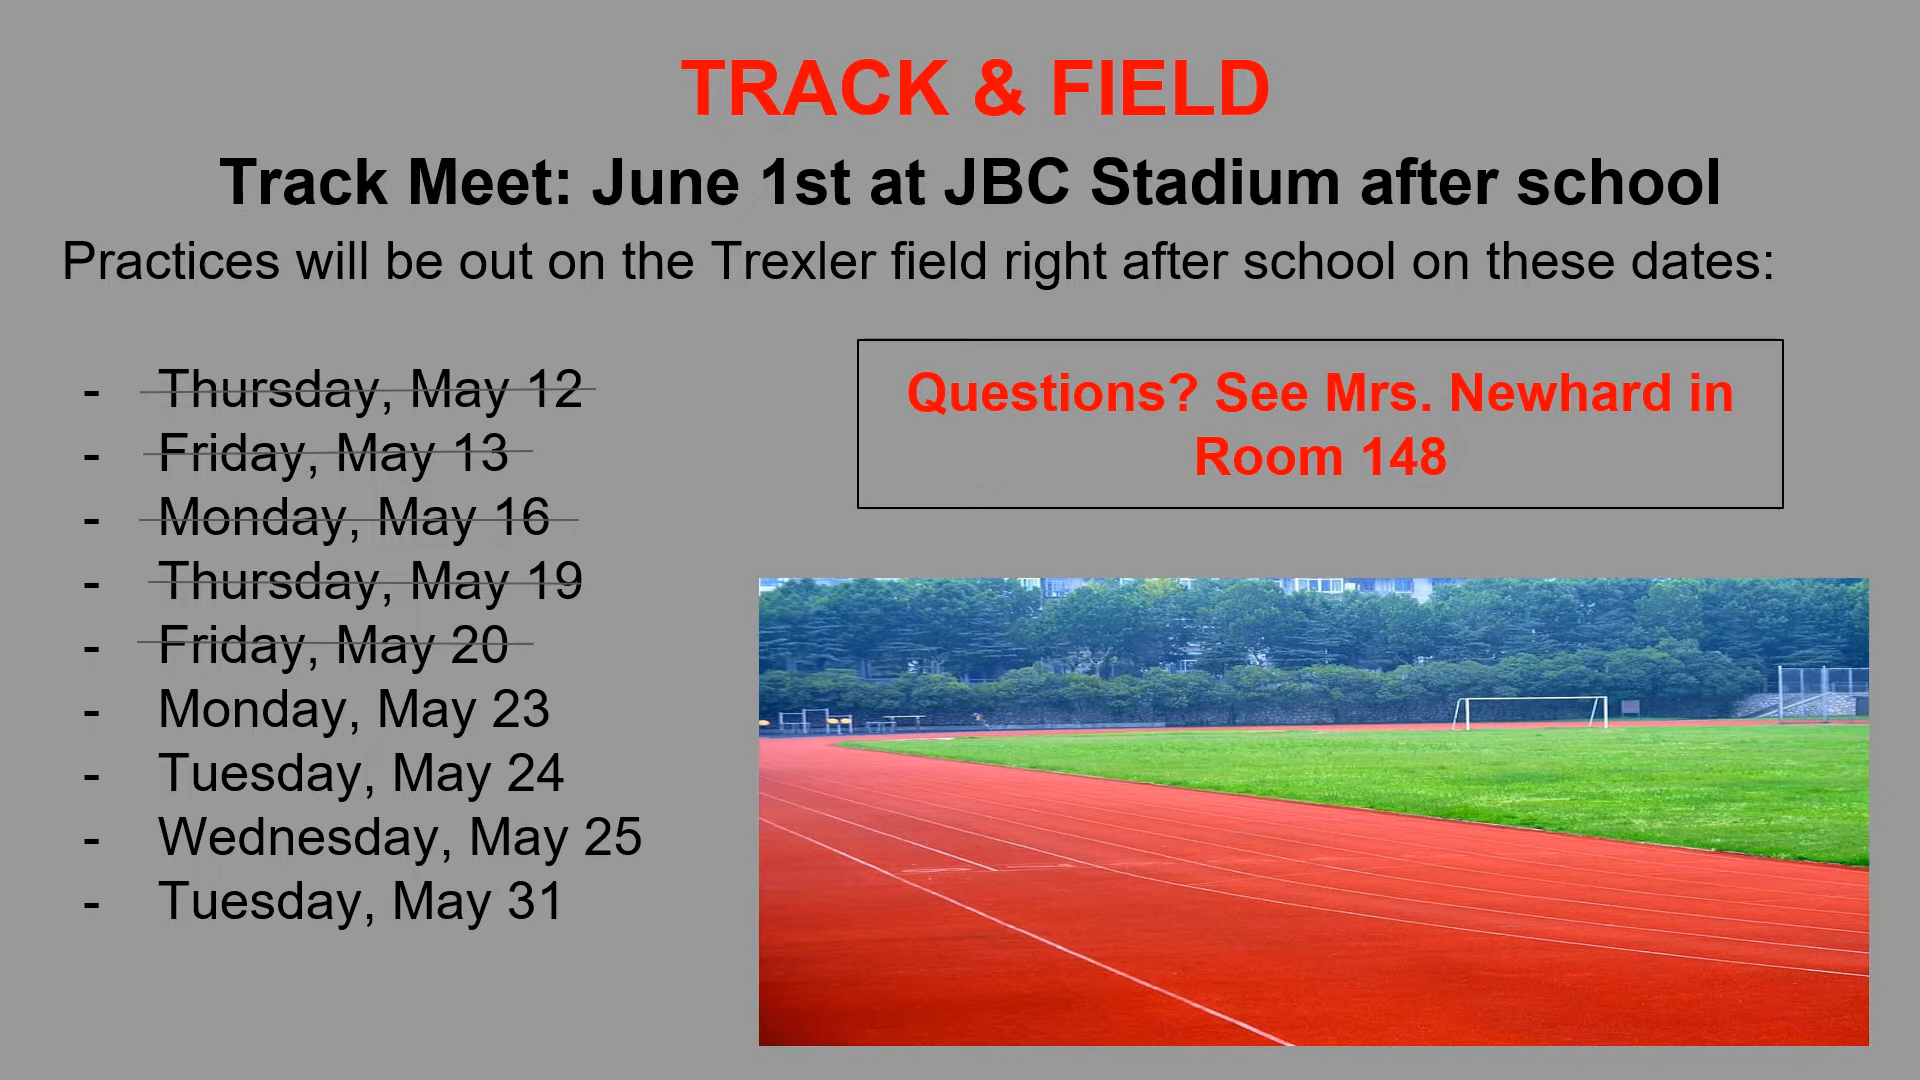 TRACK & FIELD
Track Meet: June 1st at JBC Stadium after school
Practices will be out on the Trexler field right after school on these dates:
- Thursday, May 12
- Friday, May 13
- Monday, May 16
- Thursday, May 19
- Friday, May 20
- Monday, May 23
- Tuesday, May 24
- Wednesday, May 25
- Tuesday, May 31
Questions? See Mrs. Newhard in
Room 148